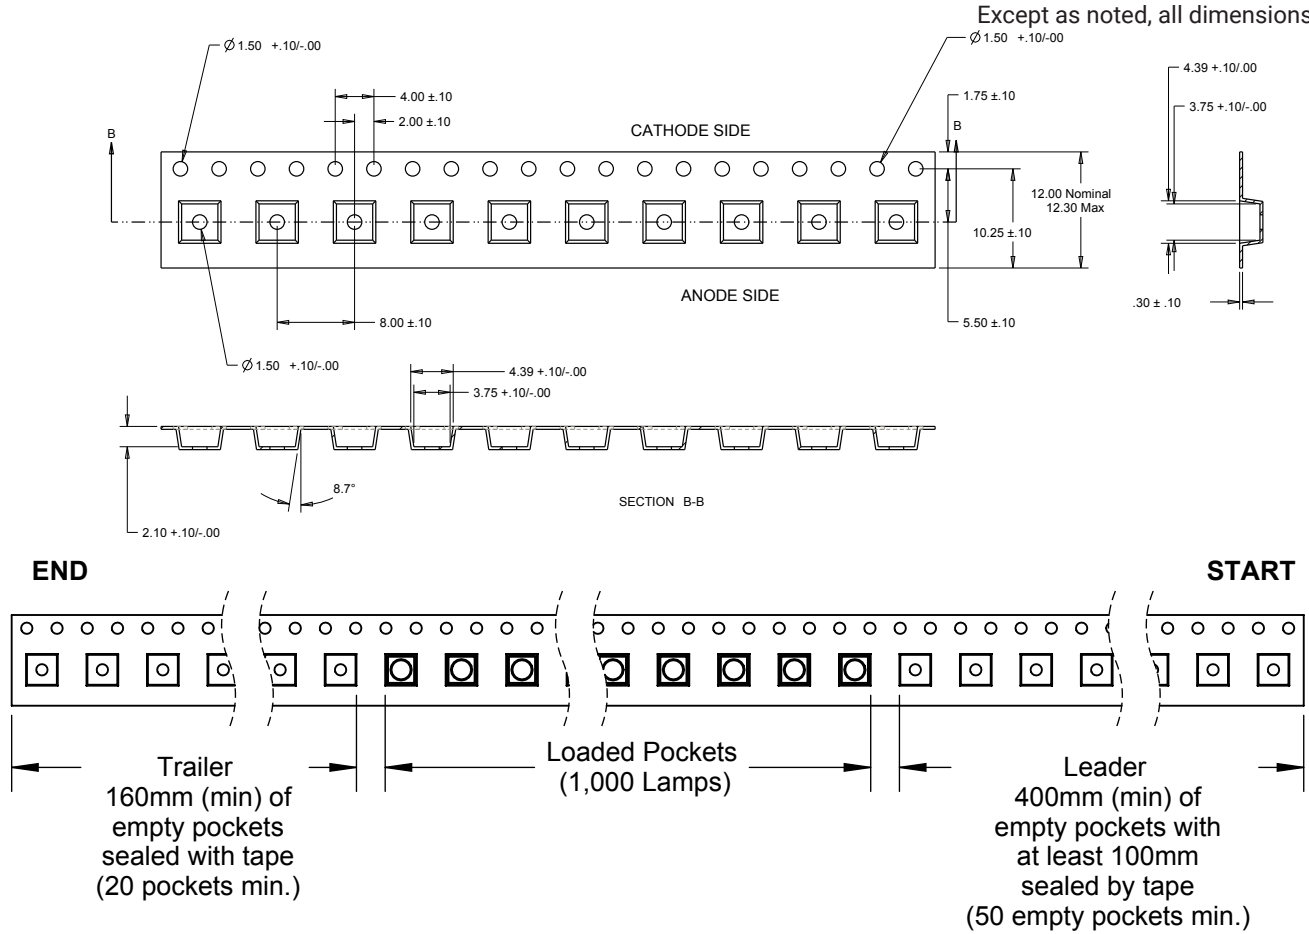 Except as noted, all dimensions
Ø 1.50 +.10/-.00
Ø 1.50 +.10/-00
4.39 +.10/.00
4.00 ±.10
1.75 ±.10
3.75 +.10/-.00
2.00 ±.10
B
CATHODE SIDE
B
12.00 Nominal
12.30 Max
10.25 ±.10
ANODE SIDE
.30 ± .10
8.00 ±.10
5.50 ±.10
Ø 1.50 +.10/-.00
4.39 +.10/-.00
3.75 +.10/-.00
8.7°
SECTION B-B
2.10 +.10/-.00
END
START
Trailer
160mm (min) of
empty pockets
sealed with tape
(20 pockets min.)
Loaded Pockets
(1,000 Lamps)
Leader
400mm (min) of
empty pockets with
at least 100mm
sealed by tape
(50 empty pockets min.)